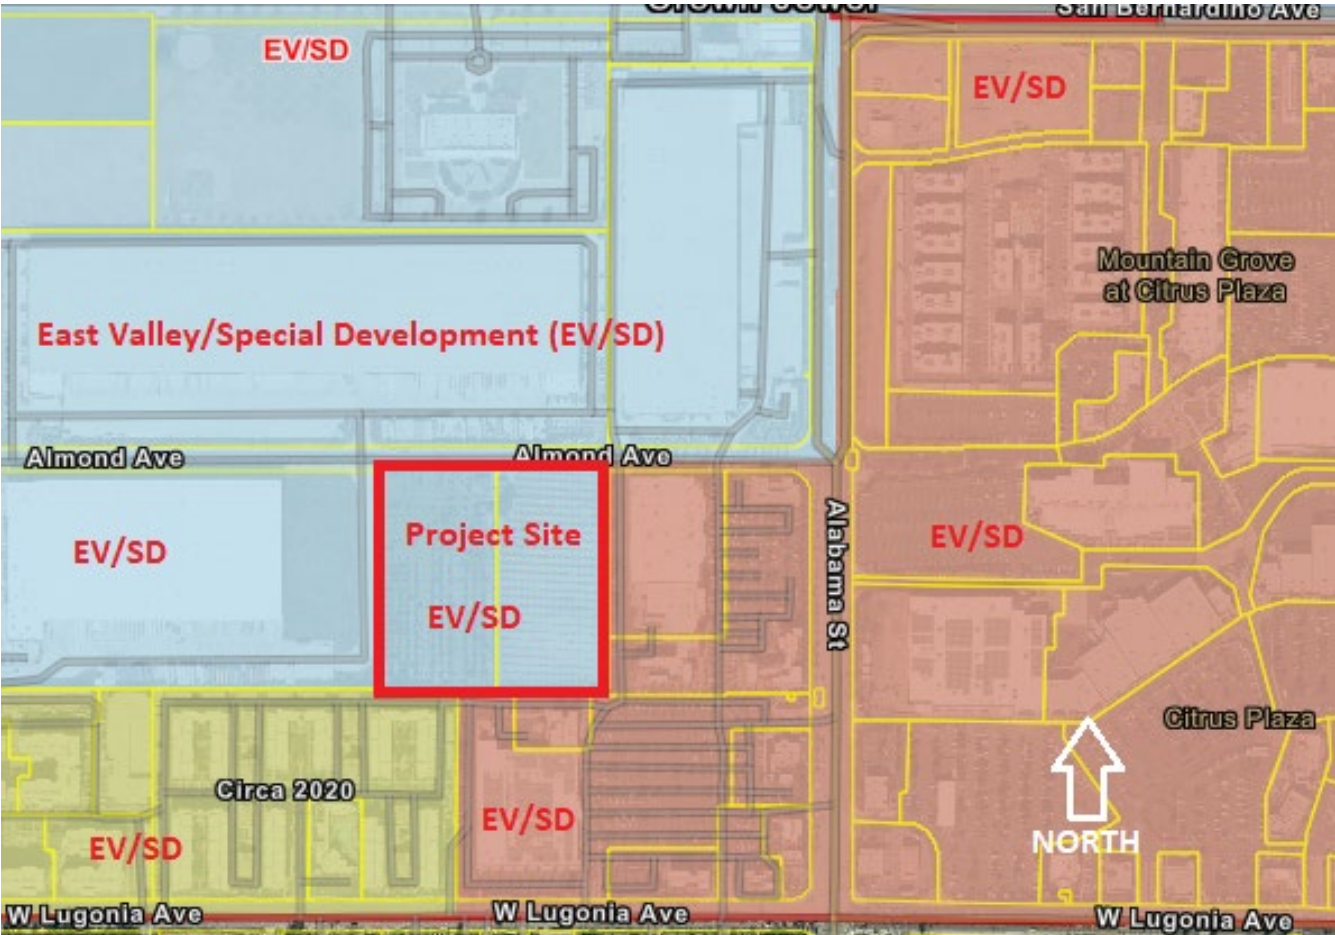 San Bernardino Ave
EV/SD
EV/SD
Mountain Grove
at Citrus Plaza
East Valley/Special Development (EV/SD)
Almond Ave
Almond Ave
Project Site
EV/SD
EV/SD
EV/SD
Alabama St
Citrus Plaza
Circa 2020
EV/SD
EV/SD
NORTH
W Lugonia Ave
W Lugonia Ave
W Lugonia Ave